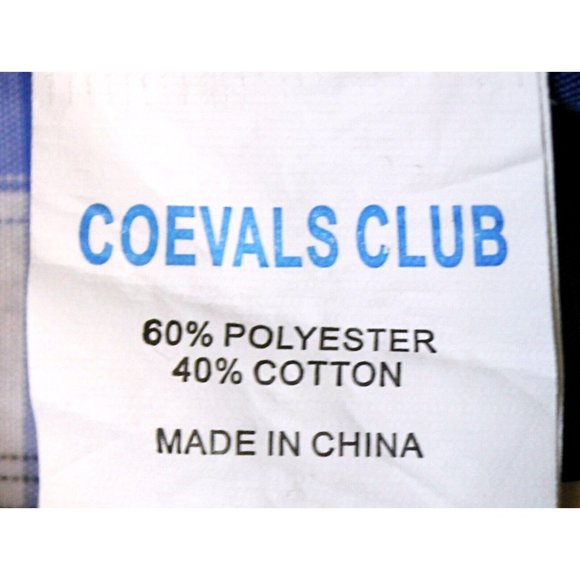 COEVALS CLUB
60% POLYESTER
40% COTTON
MADE IN CHINA